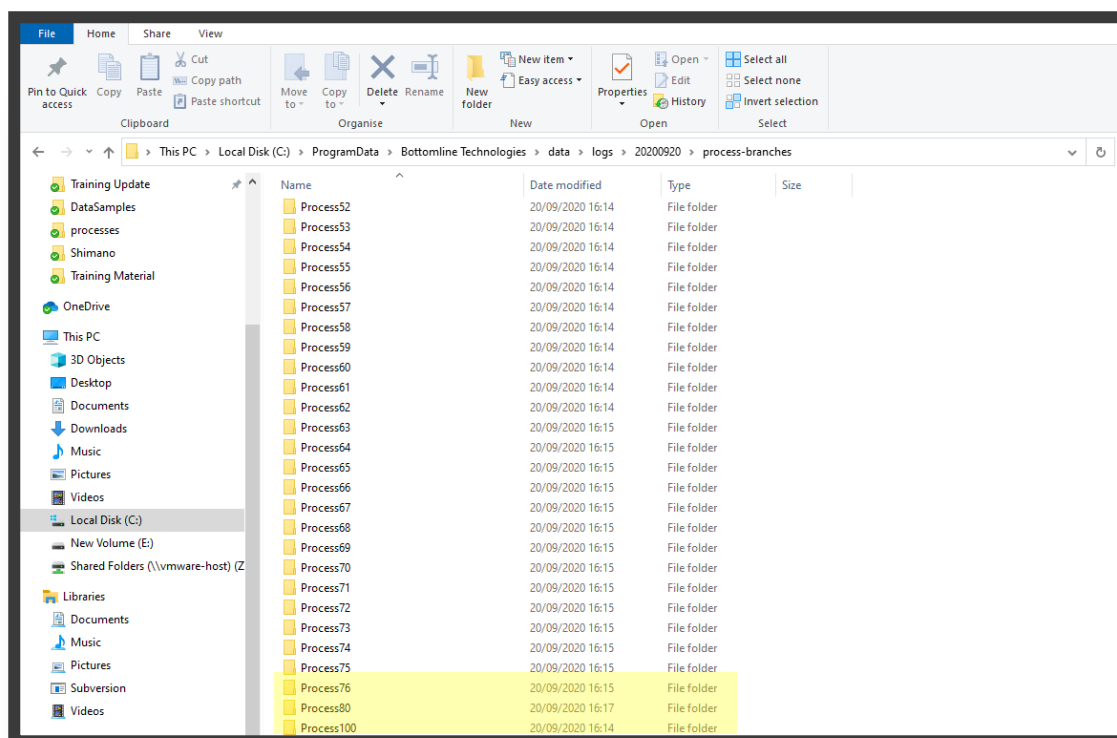 File Home Share View
Pin to Quick access
Copy
Paste
Cut
Copy path
Paste shortcut
Clipboard
Move to
Copy to
Delete
Rename
Organise
New folder
New item
Easy access
New
Properties
Open
Edit
History
Open
Select all
Select none
Invert selection
Select
This PC > Local Disk (C:) > ProgramData > Bottomline Technologies > data > logs > 20200920 > process-branches
Training Update
DataSamples
processes
Shimano
Training Material
OneDrive
This PC
3D Objects
Desktop
Documents
Downloads
Music
Pictures
Videos
Local Disk (C:)
New Volume (E:)
Shared Folders (\\vmware-host) (Z
Libraries
Documents
Music
Pictures
Subversion
Videos
Name Date modified Type Size
Process52 20/09/2020 16:14 File folder
Process53 20/09/2020 16:14 File folder
Process54 20/09/2020 16:14 File folder
Process55 20/09/2020 16:14 File folder
Process56 20/09/2020 16:14 File folder
Process57 20/09/2020 16:14 File folder
Process58 20/09/2020 16:14 File folder
Process59 20/09/2020 16:14 File folder
Process60 20/09/2020 16:14 File folder
Process61 20/09/2020 16:14 File folder
Process62 20/09/2020 16:14 File folder
Process63 20/09/2020 16:15 File folder
Process64 20/09/2020 16:15 File folder
Process65 20/09/2020 16:15 File folder
Process66 20/09/2020 16:15 File folder
Process67 20/09/2020 16:15 File folder
Process68 20/09/2020 16:15 File folder
Process69 20/09/2020 16:15 File folder
Process70 20/09/2020 16:15 File folder
Process71 20/09/2020 16:15 File folder
Process72 20/09/2020 16:15 File folder
Process73 20/09/2020 16:15 File folder
Process74 20/09/2020 16:15 File folder
Process75 20/09/2020 16:15 File folder
Process76 20/09/2020 16:15 File folder
Process80 20/09/2020 16:17 File folder
Process100 20/09/2020 16:14 File folder